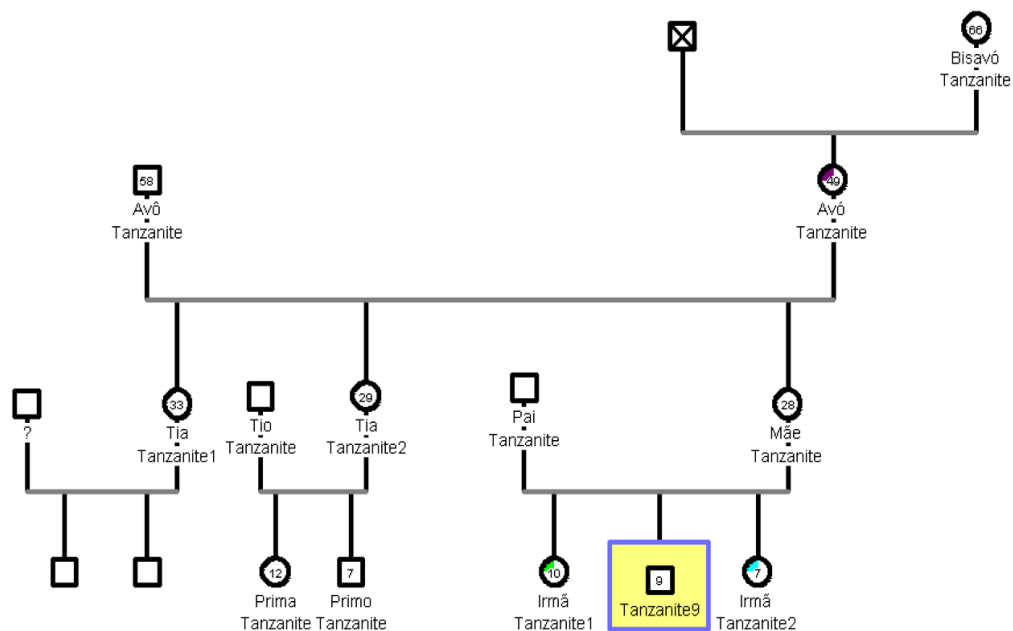 66
Bisavó
Tanzanite
58
Avô
Tanzanite
49
Avó
Tanzanite
33
Tia
Tanzanite1
?
Tio
Tanzanite
29
Tia
Tanzanite2
Pai
Tanzanite
28
Mãe
Tanzanite
12
Prima
Tanzanite
7
Primo
Tanzanite
10
Irmã
Tanzanite1
9
Tanzanite9
7
Irmã
Tanzanite2